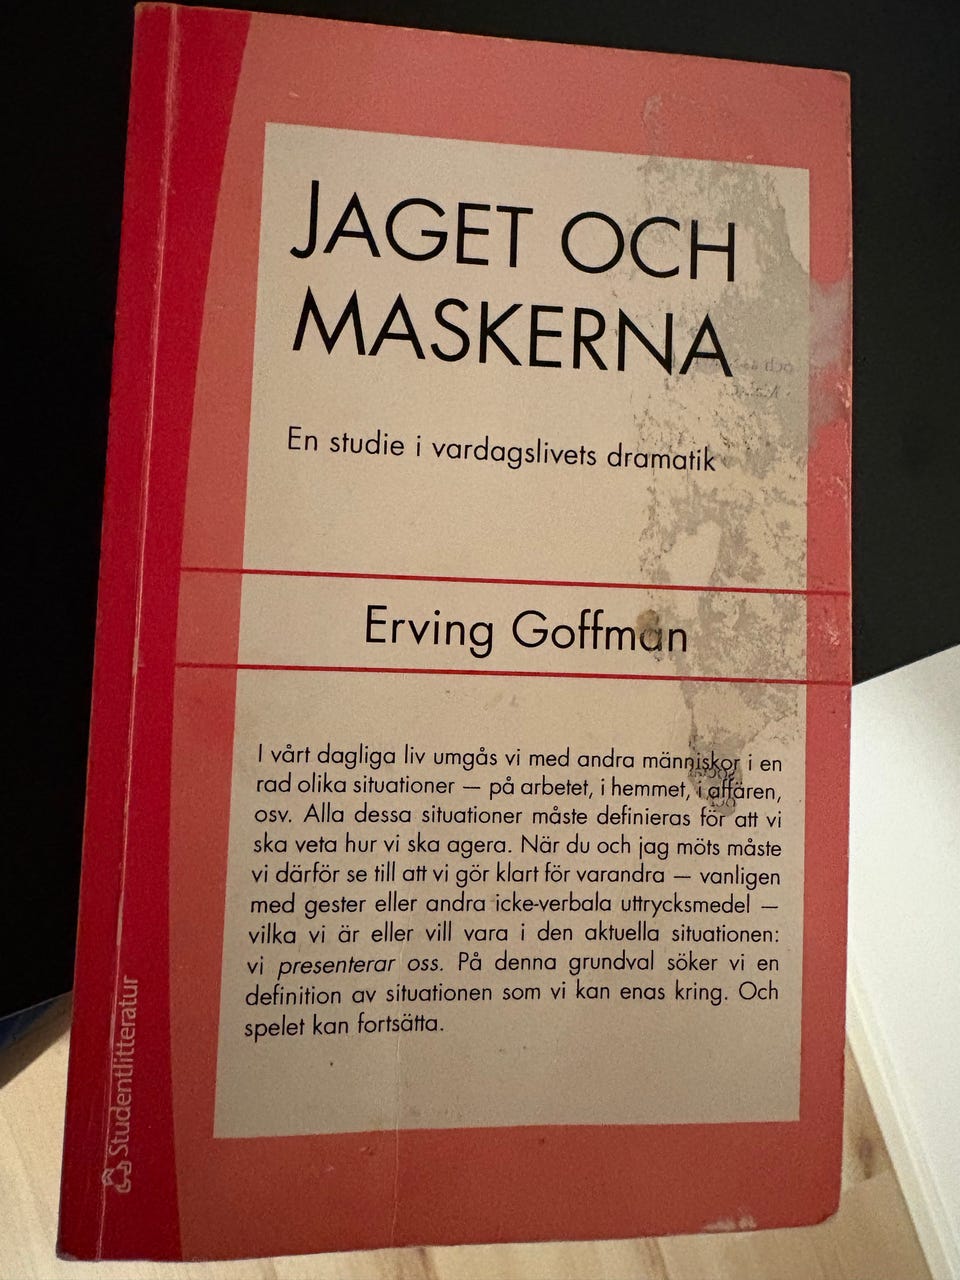 JAGET OCH
MASKERNA
En studie i vardagslivets dramatik
Erving Goffman
I vårt dagliga liv umgås vi med andra människor i en
rad olika situationer – på arbetet, i hemmet, i affären,
osv. Alla dessa situationer måste definieras för att vi
ska veta hur vi ska agera. När du och jag möts måste
vi därför se till att vi gör klart för varandra – vanligen
med gester eller andra icke-verbala uttrycksmedel –
vilka vi är eller vill vara i den aktuella situationen:
vi presenterar oss. På denna grundval söker vi en
definition av situationen som vi kan enas kring. Och
spelet kan fortsätta.
Studentlitteratur